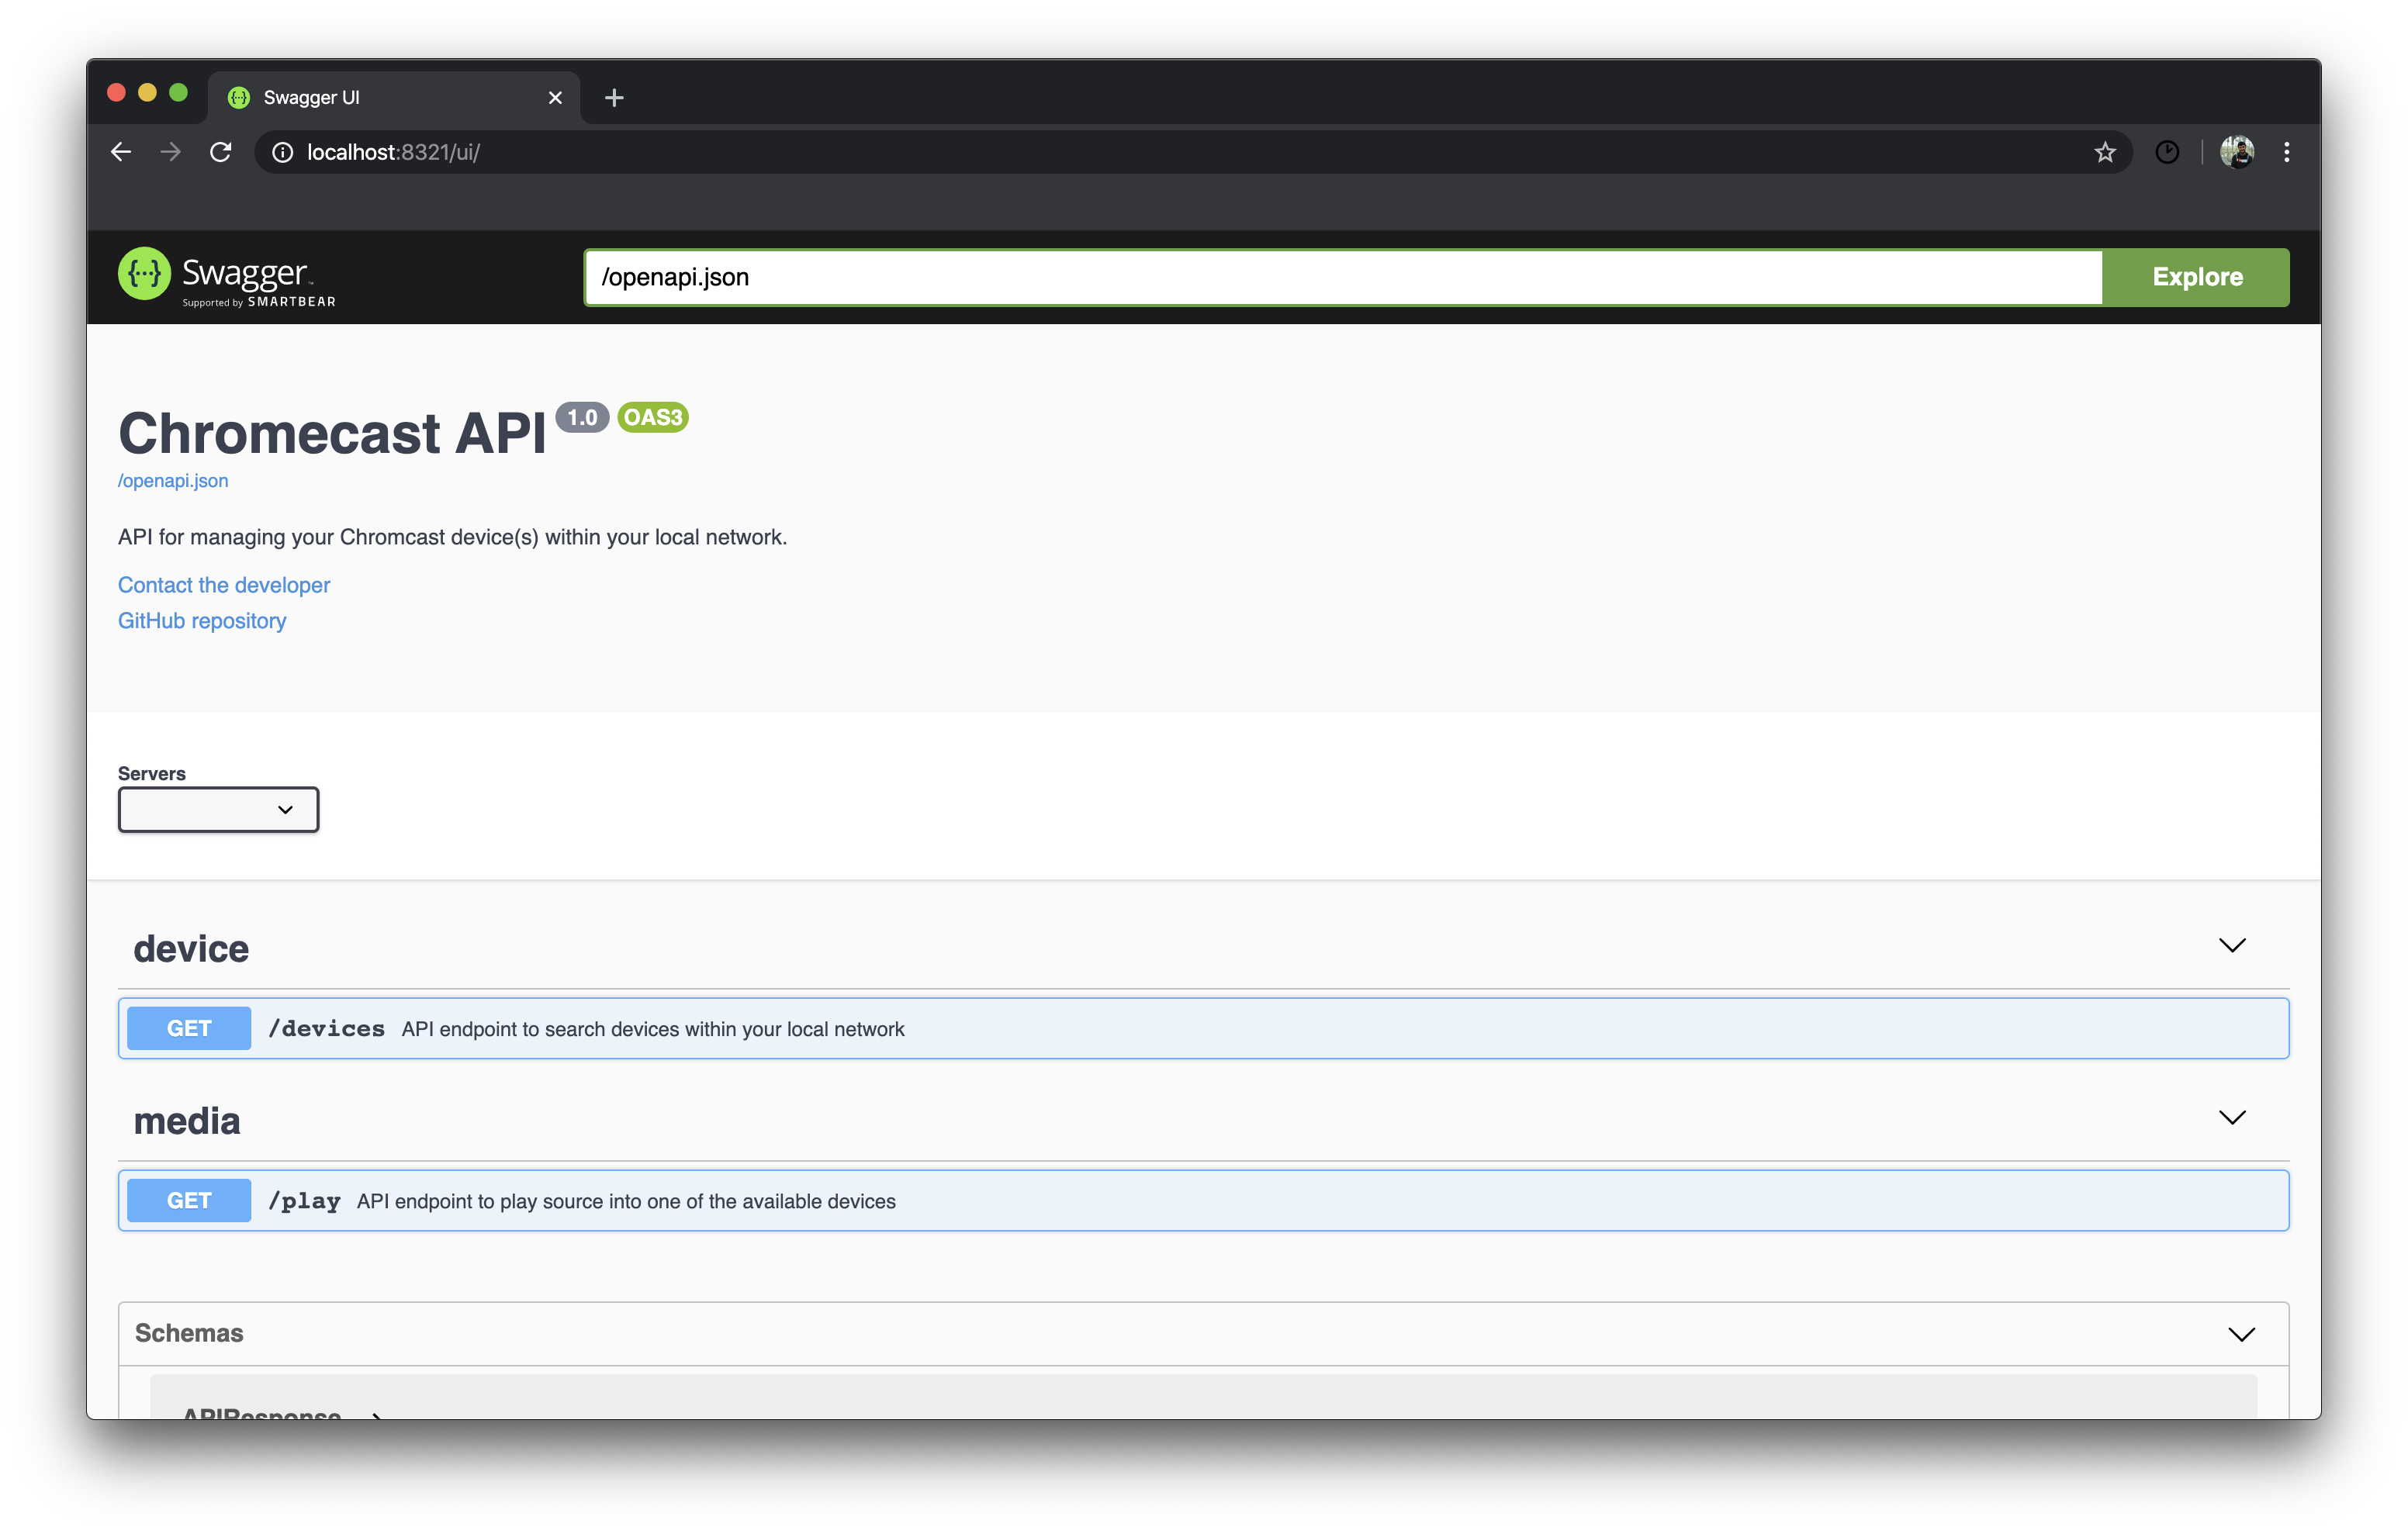 Swagger UI
localhost:8321/ui/
Swagger™
Supported by SMARTBEAR
/openapi.json
Explore
Chromecast API 1.0 OAS3
/openapi.json
API for managing your Chromcast device(s) within your local network.
Contact the developer
GitHub repository
Servers
device
GET /devices API endpoint to search devices within your local network
media
GET /play API endpoint to play source into one of the available devices
Schemas
APIResponse